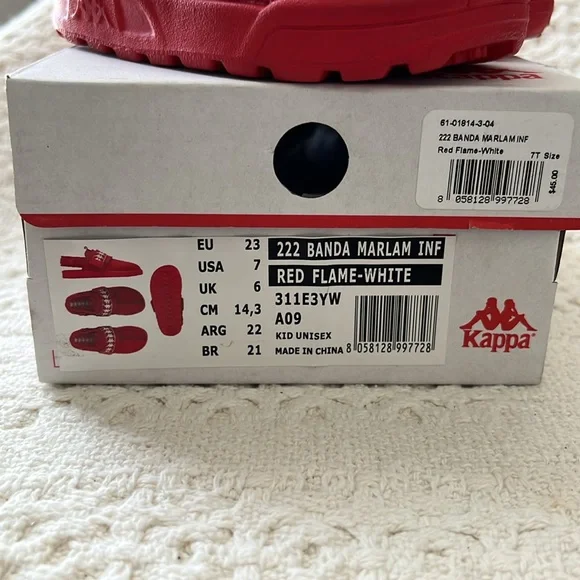 Kappa
61-01814-3-04
222 BANDA MARLAM INF
Red Flame-White
7T Size
$45.00
8 058128 997728
EU 23
USA 7
UK 6
CM 14,3
ARG 22
BR 21
222 BANDA MARLAM INF
RED FLAME-WHITE
311E3YW
A09
KID UNISEX
MADE IN CHINA
8 058128 997728
Kappa